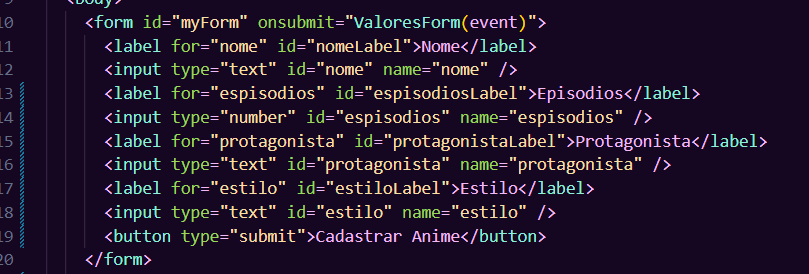 <body>
10 <form id="myForm" onsubmit="ValoresForm(event)">
11 <label for="nome" id="nomeLabel">Nome</label>
12 <input type="text" id="nome" name="nome" />
13 <label for="espisodios" id="espisodiosLabel">Episodios</label>
14 <input type="number" id="espisodios" name="espisodios" />
15 <label for="protagonista" id="protagonistaLabel">Protagonista</label>
16 <input type="text" id="protagonista" name="protagonista" />
17 <label for="estilo" id="estiloLabel">Estilo</label>
18 <input type="text" id="estilo" name="estilo" />
19 <button type="submit">Cadastrar Anime</button>
20 </form>